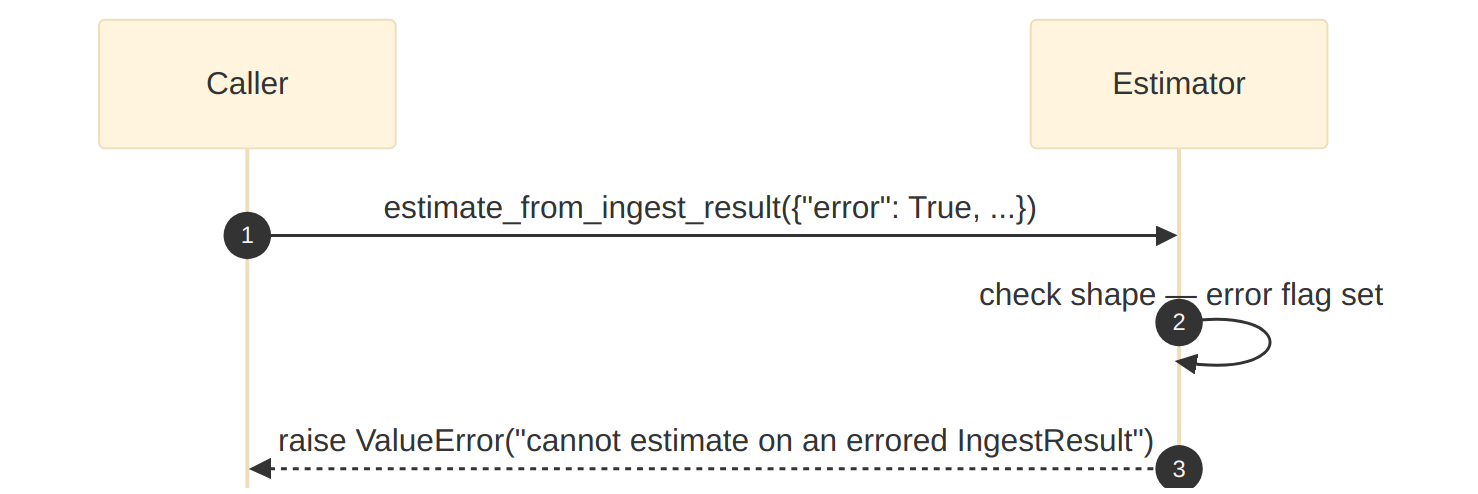 Caller
Estimator
estimate_from_ingest_result({"error": True, ...})
1
check shape — error flag set
2
raise ValueError("cannot estimate on an errored IngestResult")
3